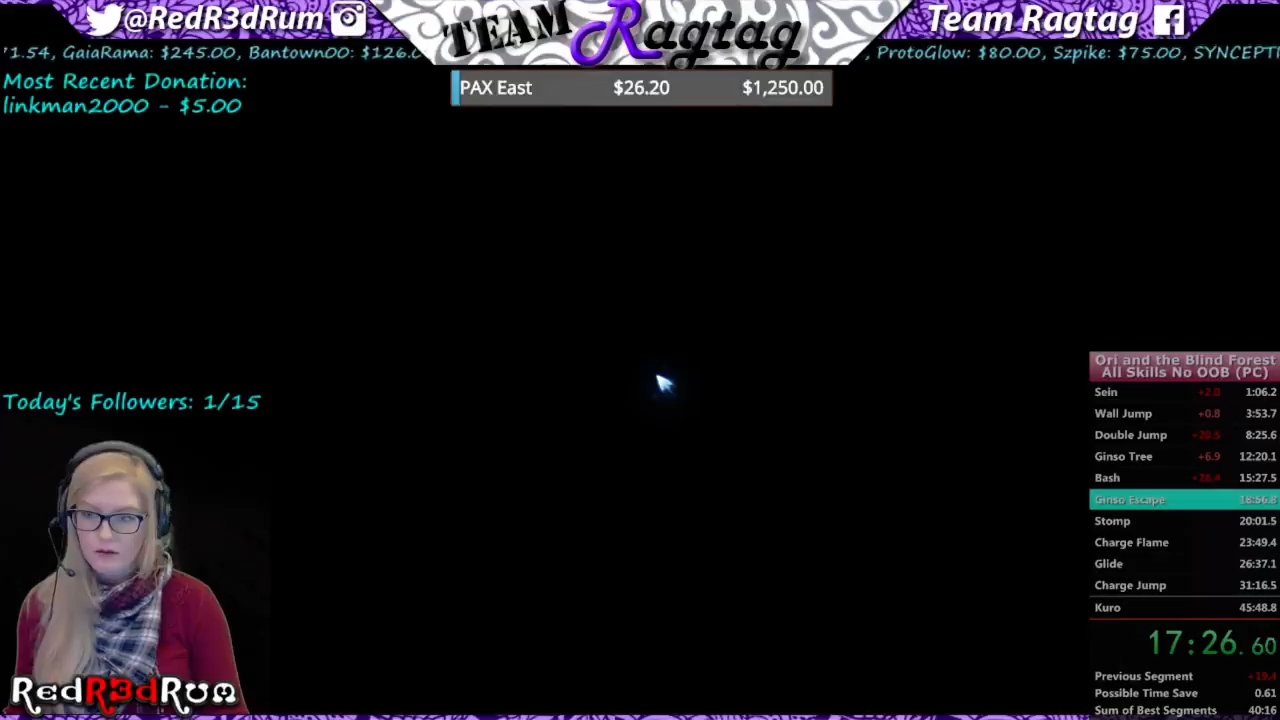 @RedR3dRum
TEAM Ragtag
Team Ragtag
1.54, GaiaRama: $245.00, Bantown00: $126.0
, ProtoGlow: $80.00, Szpike: $75.00, SYNCEPTI
Most Recent Donation:
linkman2000 - $5.00
PAX East $26.20 $1,250.00
Today's Followers: 1/15
Ori and the Blind Forest
All Skills No OOB (PC)
Sein +2.0 1:06.2
Wall Jump +0.8 3:53.7
Double Jump 8:25.6
Ginso Tree +6.9 12:20.1
Bash 15:27.5
Ginso Escape 18:56.8
Stomp 20:01.5
Charge Flame 23:49.4
Glide 26:37.1
Charge Jump 31:16.5
Kuro 45:48.8
17:26.60
Previous Segment +19.4
Possible Time Save 0.61
Sum of Best Segments 40:16
RedR3dRum